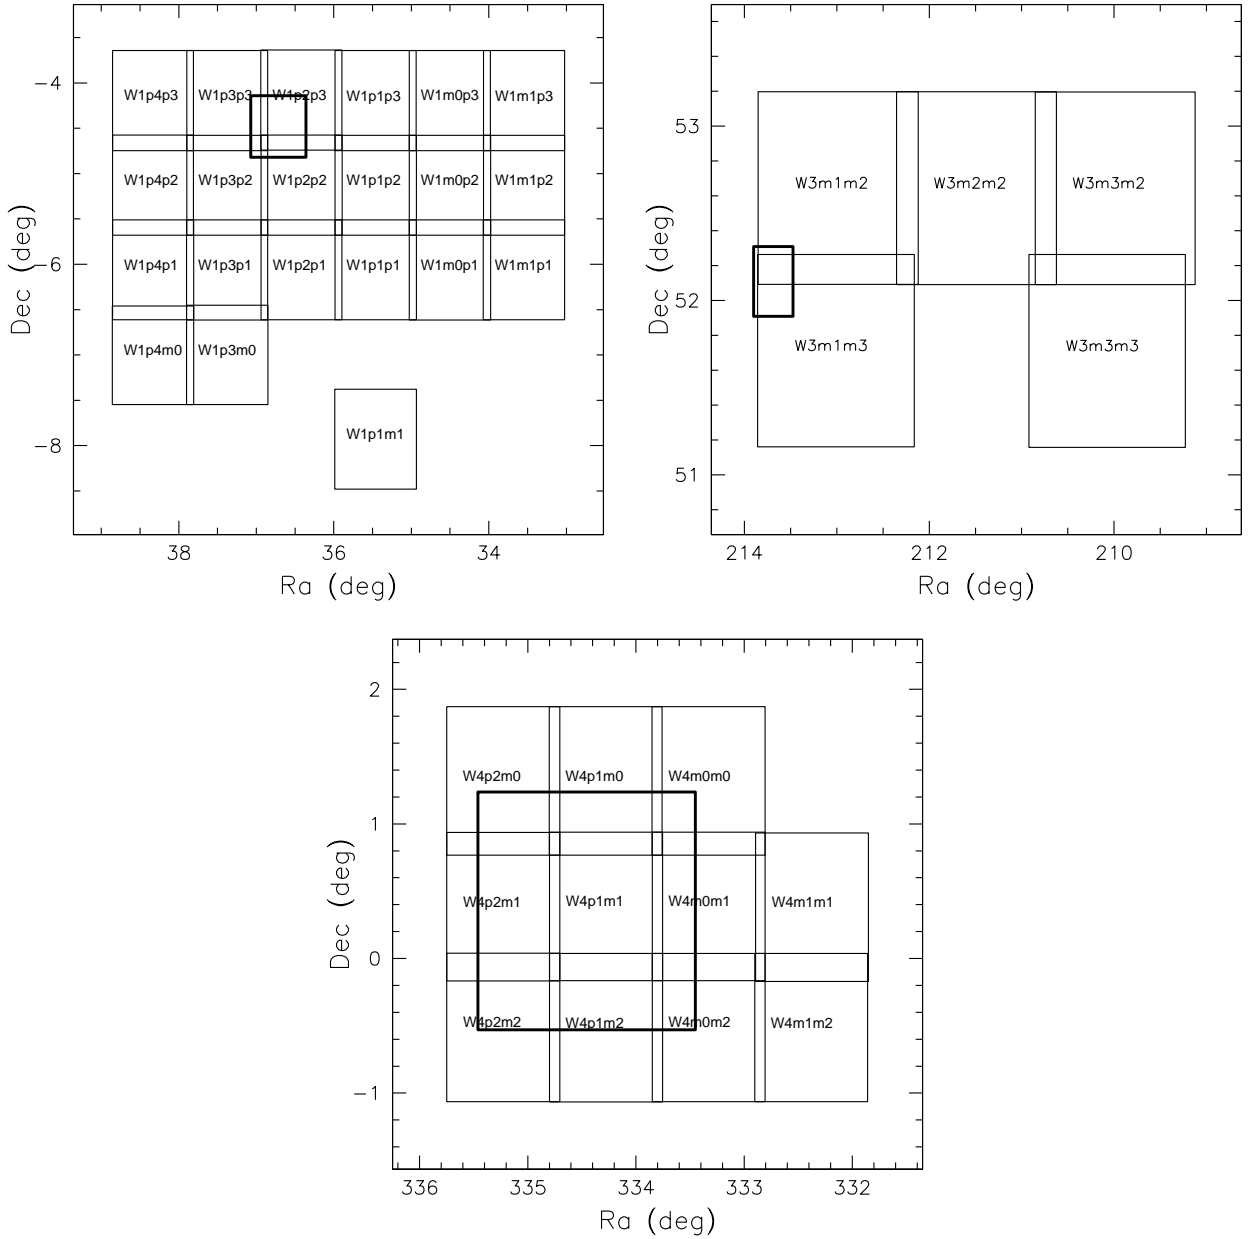 −4
W1p4p3 W1p3p3 W1p2p3 W1p1p3 W1m0p3 W1m1p3
W1p4p2 W1p3p2 W1p2p2 W1p1p2 W1m0p2 W1m1p2
−6
W1p4p1 W1p3p1 W1p2p1 W1p1p1 W1m0p1 W1m1p1
W1p4m0 W1p3m0
−8
W1p1m1
Dec (deg)
38 36 34
Ra (deg)
53
W3m1m2 W3m2m2 W3m3m2
52
W3m1m3 W3m3m3
51
Dec (deg)
214 212 210
Ra (deg)
2
W4p2m0 W4p1m0 W4m0m0
1
W4p2m1 W4p1m1 W4m0m1 W4m1m1
0
W4p2m2 W4p1m2 W4m0m2 W4m1m2
−1
Dec (deg)
336 335 334 333 332
Ra (deg)